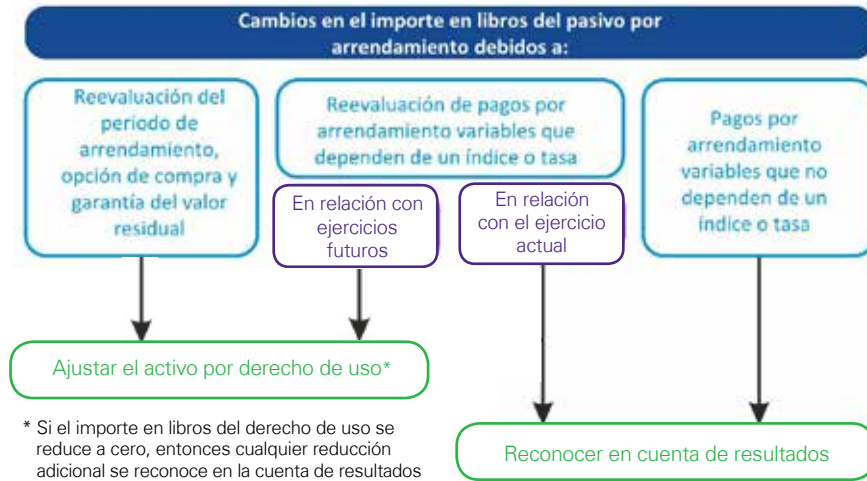 Cambios en el importe en libros del pasivo por
arrendamiento debidos a:
Reevaluación del
periodo de
arrendamiento,
opción de compra y
garantía del valor
residual
Reevaluación de pagos por
arrendamiento variables que
dependen de un índice o tasa
En relación con
ejercicios
futuros
En relación
con el ejercicio
actual
Pagos por
arrendamiento
variables que no
dependen de un
índice o tasa
Ajustar el activo por derecho de uso*
* Si el importe en libros del derecho de uso se
reduce a cero, entonces cualquier reducción
adicional se reconoce en la cuenta de resultados
Reconocer en cuenta de resultados